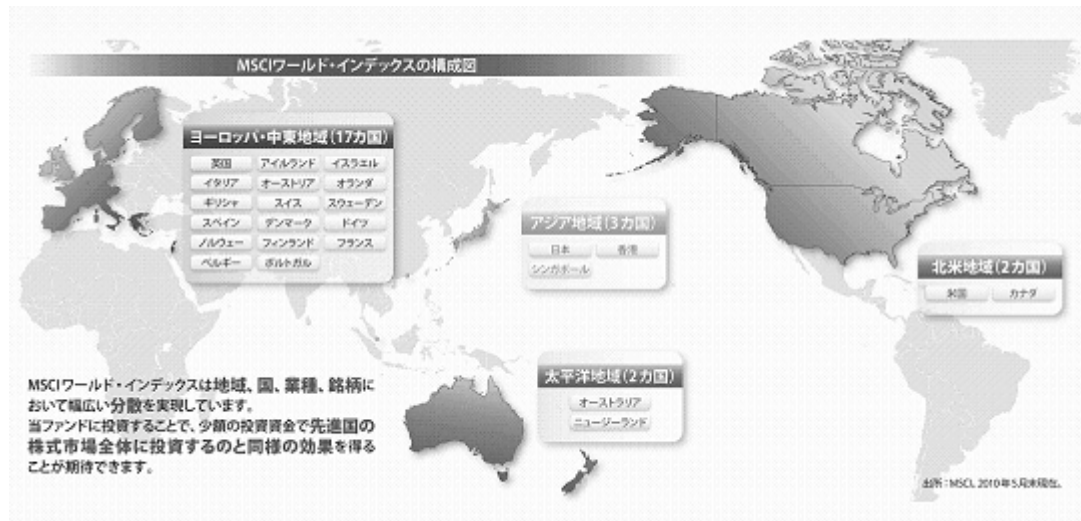 MSCIワールド・インデックスの構成図
ヨーロッパ・中東地域(17カ国)
英国 アイルランド イスラエル
イタリア オーストリア オランダ
ギリシャ スイス スウェーデン
スペイン デンマーク ドイツ
ノルウェー フィンランド フランス
ベルギー ポルトガル
アジア地域(3カ国)
日本 香港
シンガポール
北米地域(2カ国)
米国 カナダ
太平洋地域(2カ国)
オーストラリア
ニュージーランド
MSCIワールド・インデックスは地域、国、業種、銘柄に
おいて幅広い分散を実現しています。
当ファンドに投資することで、少額の投資資金で先進国の
株式市場全体に投資するのと同様の効果を得る
ことが期待できます。
出所:MSCI、2010年5月末現在。